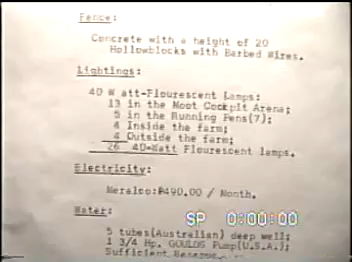 Fence:
Concrete with a height of 20
Hollowblocks with Barbed Wires.
Lightings:
40 W att-Flourescent Lamps:
13 in the Moot Cockpit Arena;
5 in the Running Pens(7);
4 Inside the farm;
4 Outside the farm;
26 40-Watt Flourescent lamps.
Electricity:
Meralco:₱490.00 / Month.
Water:
SP 0:00:00
5 tubes(Australian) deep well;
1 3/4 Hp. GOULDS Pump(U.S.A.);
Sufficient Reserve.